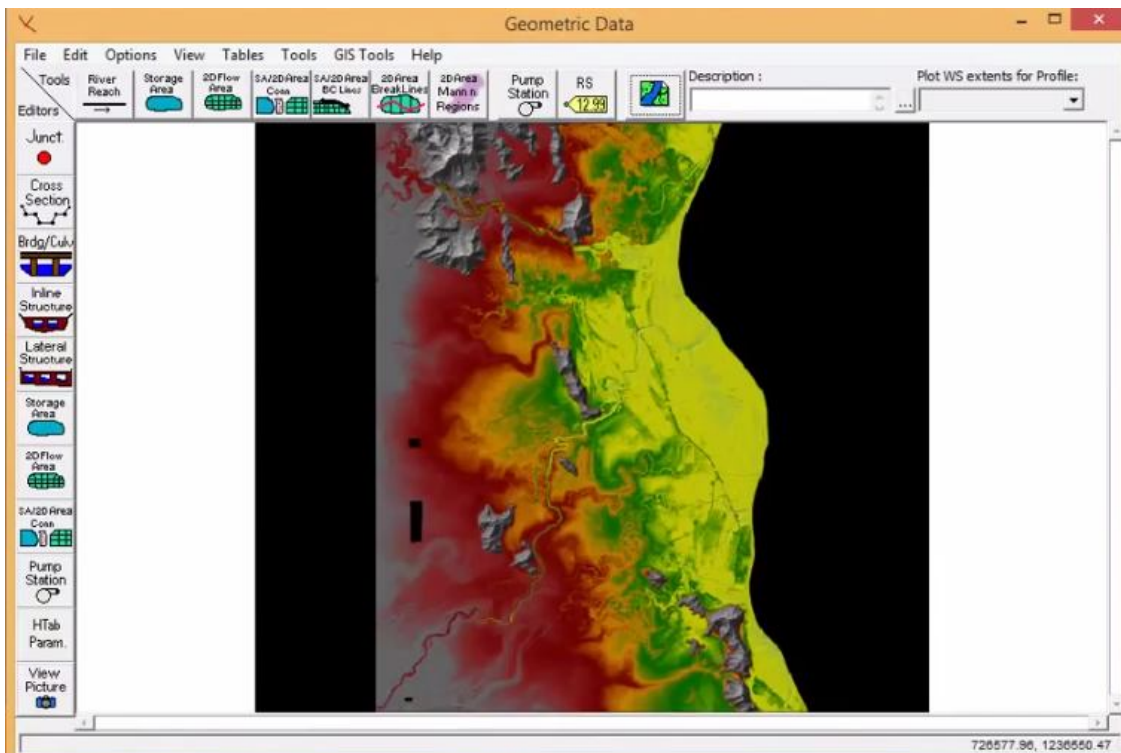 Geometric Data
File Edit Options View Tables Tools GIS Tools Help
Tools
Editors
River
Reach
Storage
Area
2D Flow
Area
SA/2D Area
Conn
SA/2D Area
BC Lines
2D Area
BreakLines
2D Area
Mann n
Regions
Pump
Station
RS
12.99
Description :
...
Plot WS extents for Profile:
Junct.
Cross
Section
Brdg/Culv
Inline
Structure
Lateral
Structure
Storage
Area
2D Flow
Area
SA/2D Area
Conn
Pump
Station
HTab
Param.
View
Picture
726577.96, 1236550.47